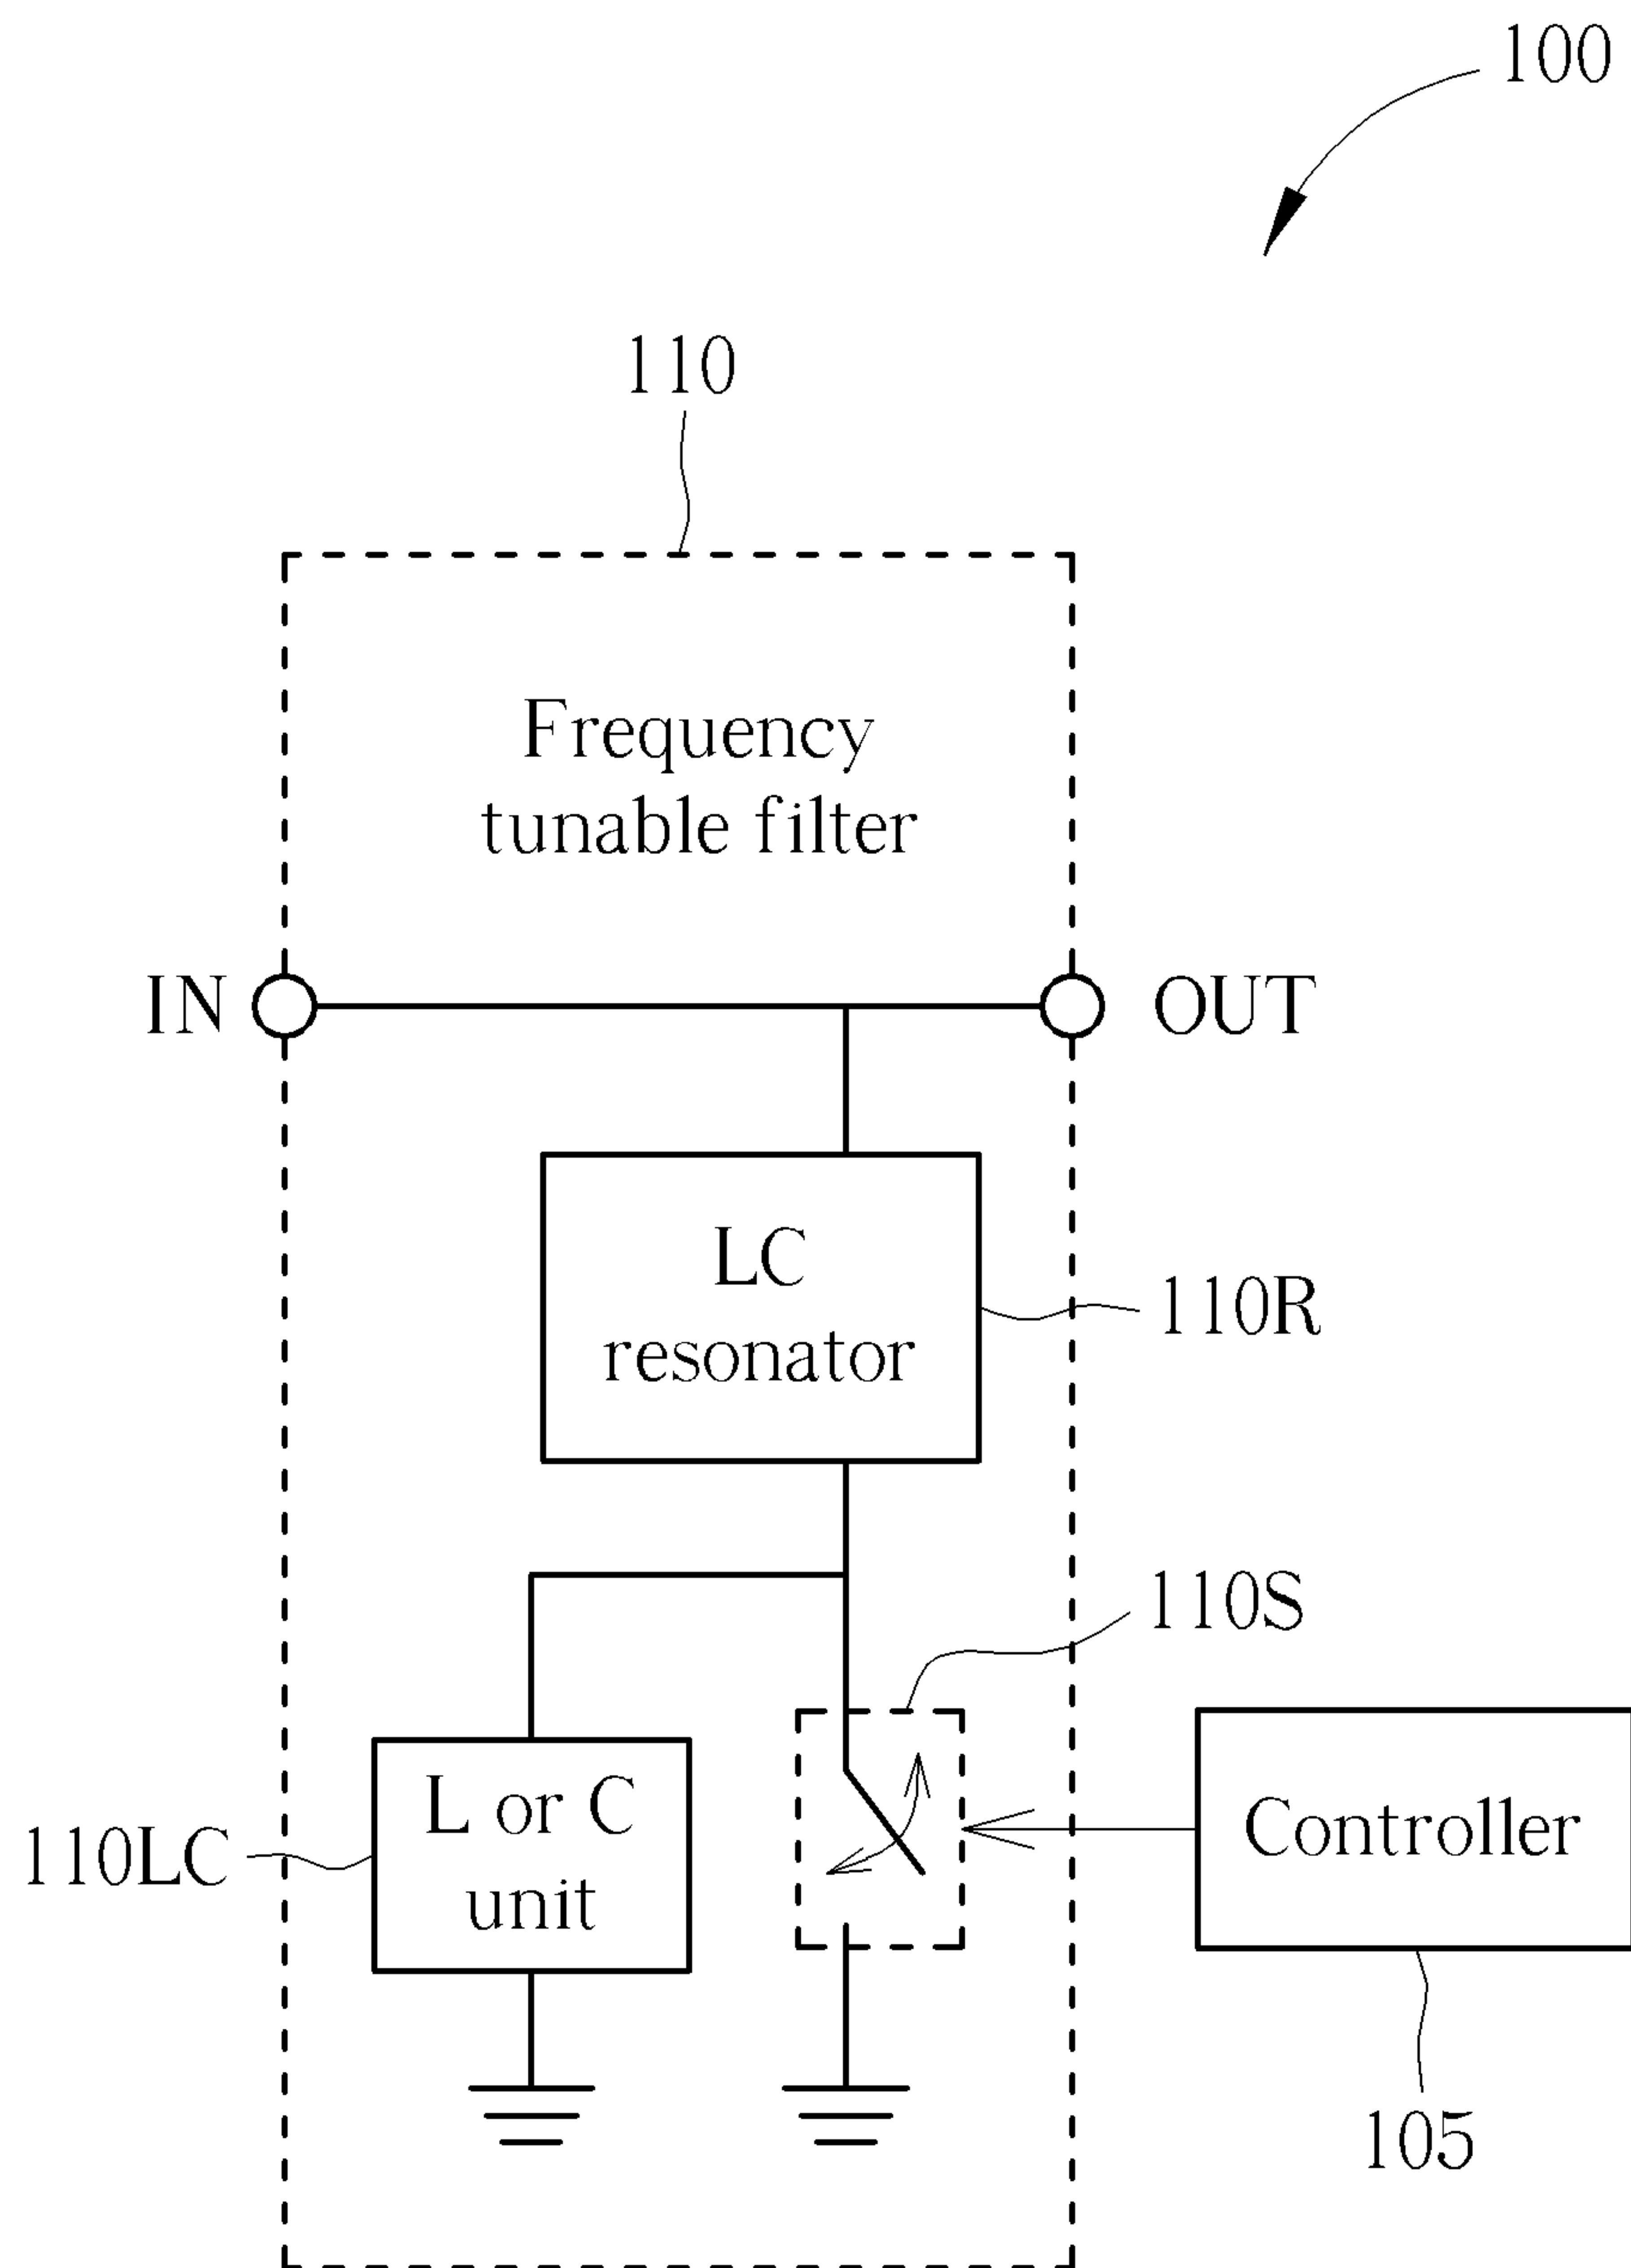 100
110
Frequency
tunable filter
IN
OUT
LC
resonator
110R
110S
L or C
unit
110LC
Controller
105